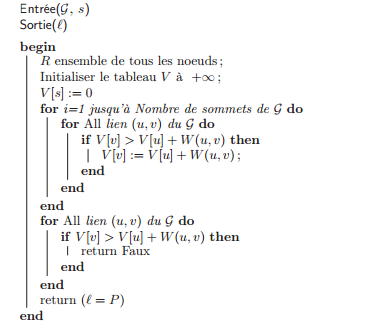 Entrée(𝒢, s)
Sortie(ℓ)
begin
R ensemble de tous les noeuds;
Initialiser le tableau V à +∞;
V[s] := 0
for i=1 jusqu'à Nombre de sommets de 𝒢 do
for All lien (u, v) du 𝒢 do
if V[v] > V[u] + W(u, v) then
V[v] := V[u] + W(u, v);
end
end
end
for All lien (u, v) du 𝒢 do
if V[v] > V[u] + W(u, v) then
return Faux
end
end
return (ℓ = P)
end